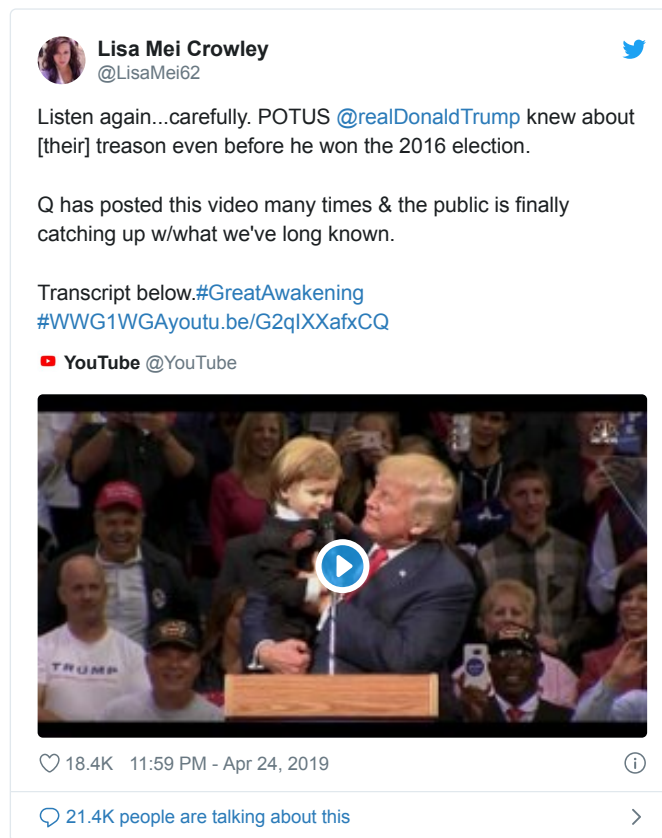 Lisa Mei Crowley
@LisaMei62
Listen again...carefully. POTUS @realDonaldTrump knew about
[their] treason even before he won the 2016 election.
Q has posted this video many times & the public is finally
catching up w/what we've long known.
Transcript below.#GreatAwakening
#WWG1WGAyoutu.be/G2qIXXafxCQ
YouTube @YouTube
TRUMP
18.4K 11:59 PM - Apr 24, 2019
21.4K people are talking about this